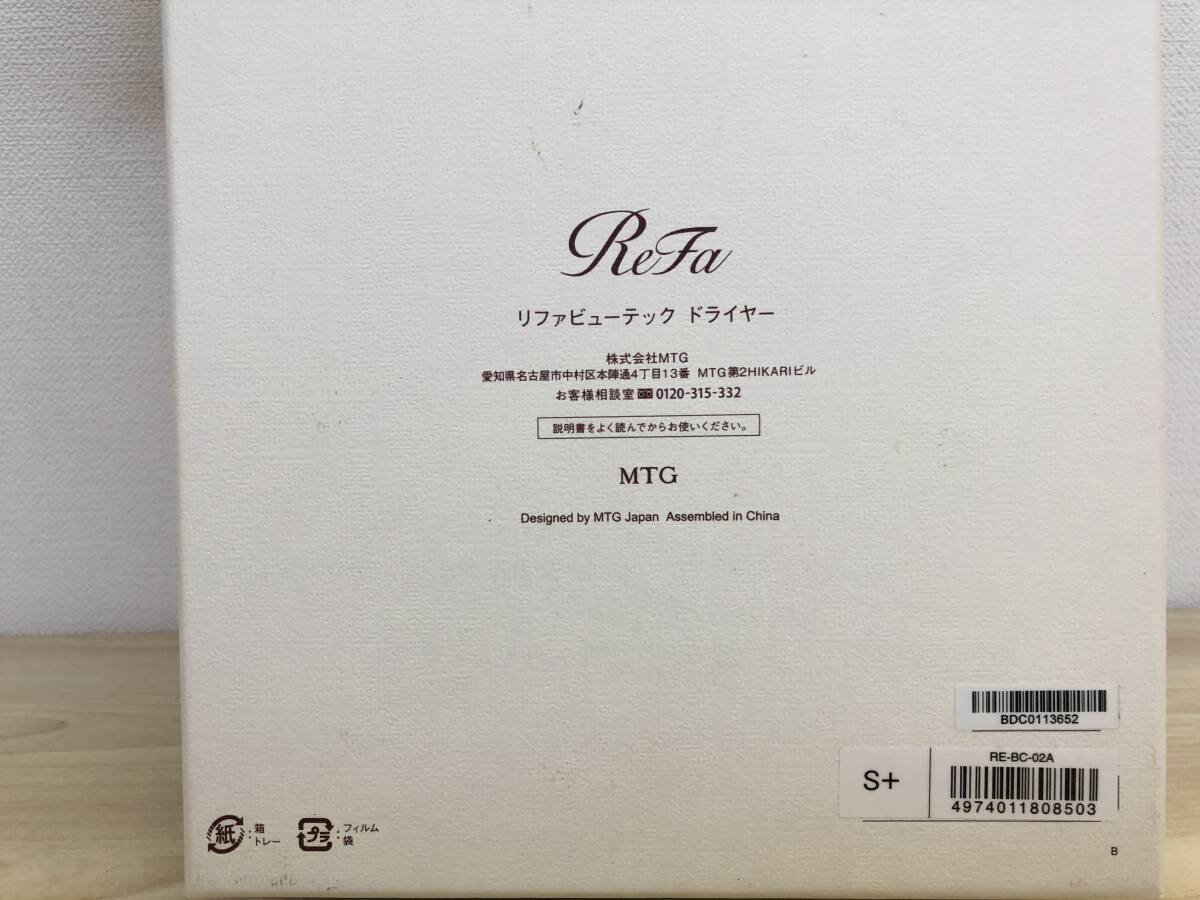 ReFa
リファビューテック ドライヤー
株式会社MTG
愛知県名古屋市中村区本陣通4丁目13番 MTG第2HIKARIビル
お客様相談室 0120-315-332
説明書をよく読んでからお使いください。
MTG
Designed by MTG Japan Assembled in China
BDC0113652
S+
RE-BC-02A
4974011808503
紙 : 箱
トレー
プラ : フィルム
袋
B